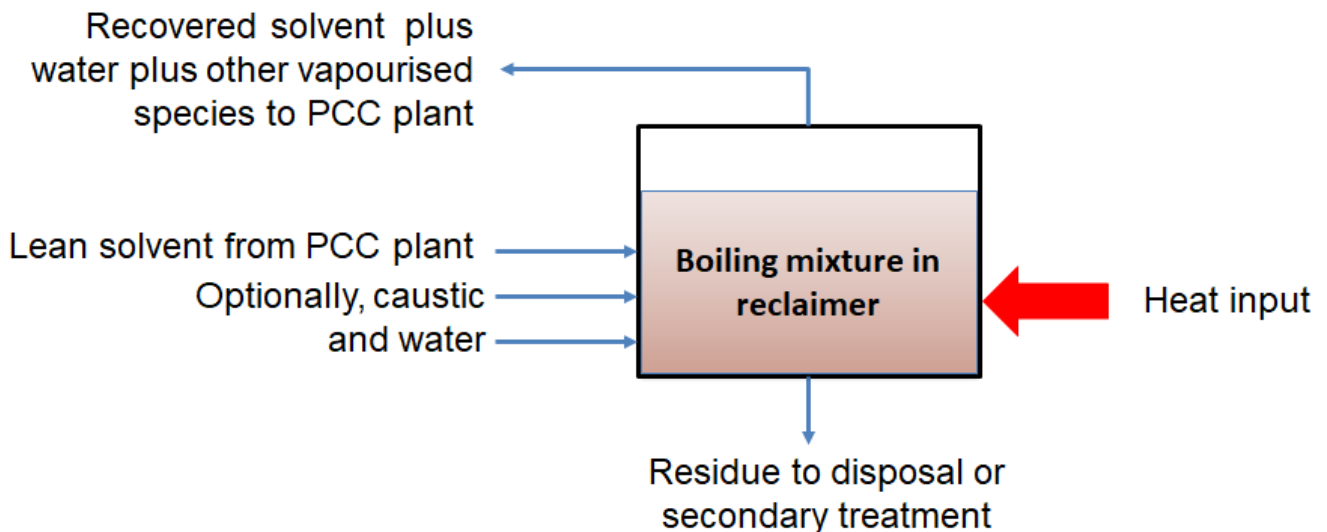 Recovered solvent plus
water plus other vapourised
species to PCC plant
Lean solvent from PCC plant
Optionally, caustic
and water
Boiling mixture in
reclaimer
Heat input
Residue to disposal or
secondary treatment